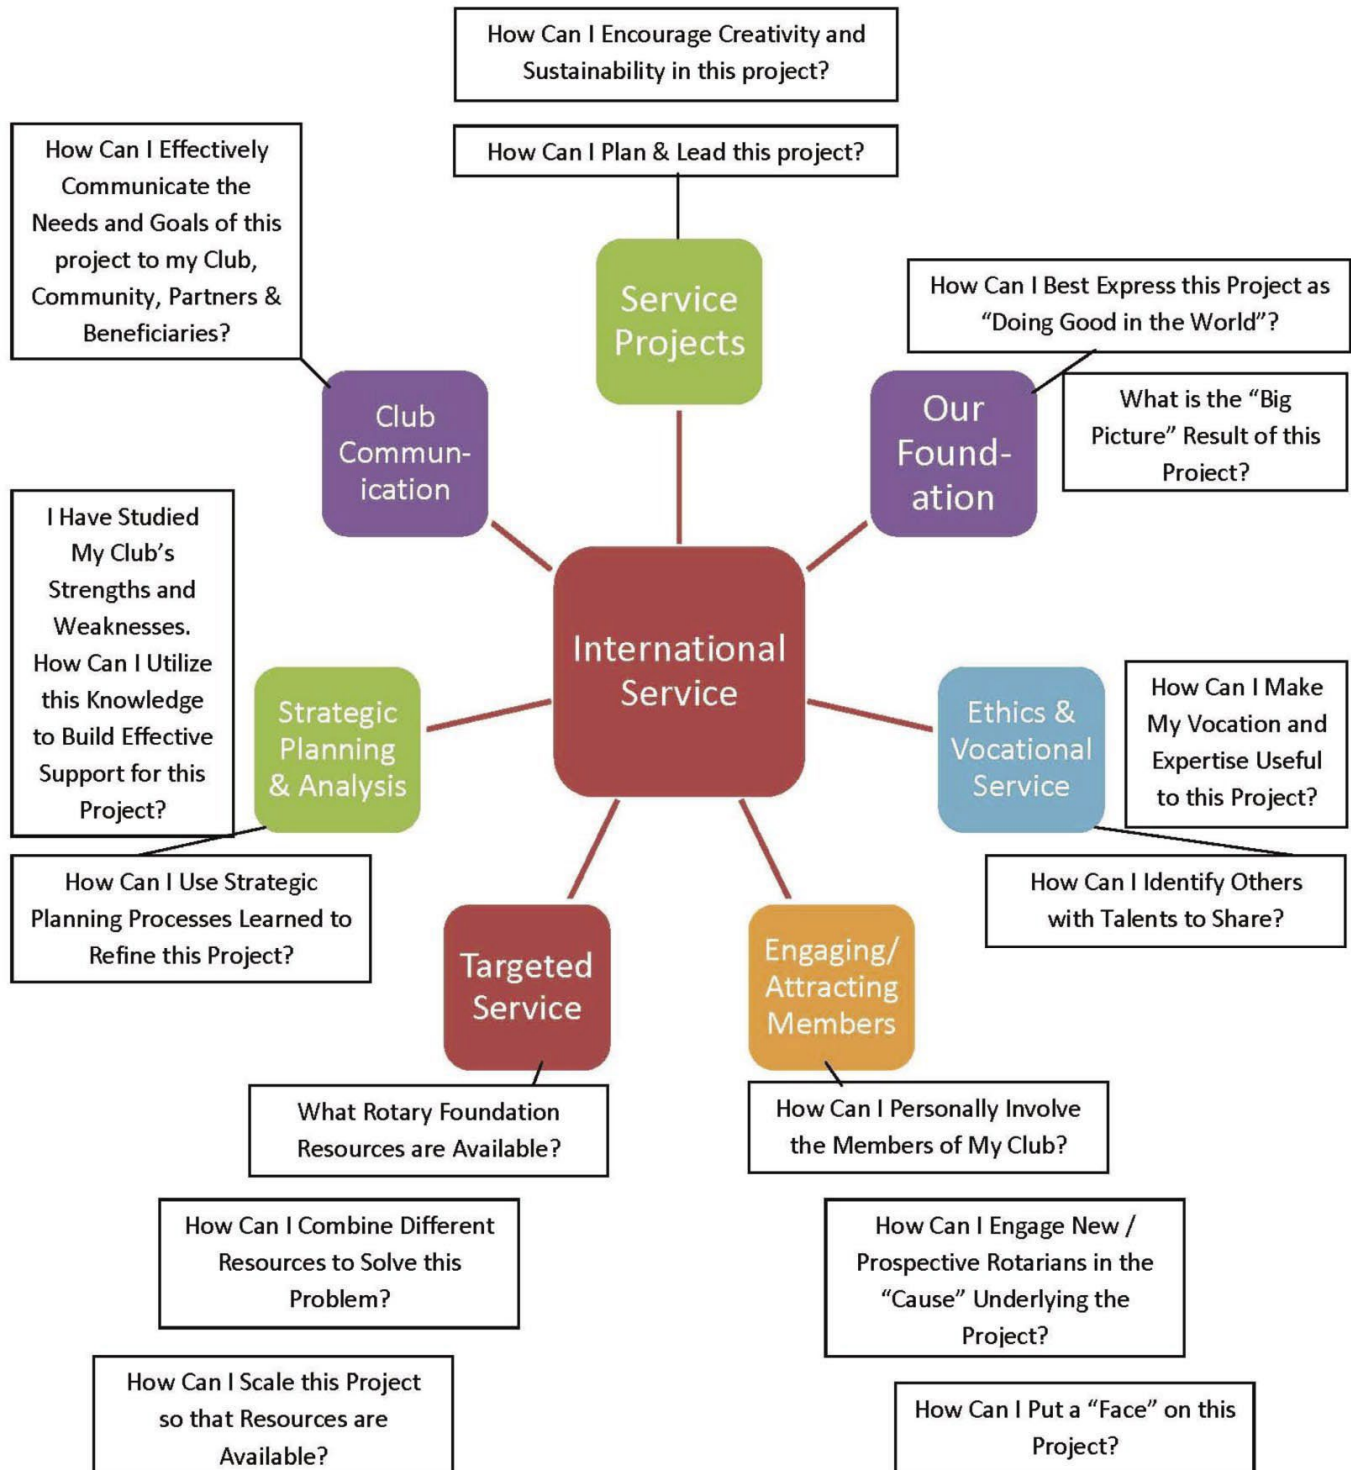 How Can I Encourage Creativity and
Sustainability in this project?
How Can I Plan & Lead this project?
How Can I Effectively
Communicate the
Needs and Goals of this
project to my Club,
Community, Partners &
Beneficiaries?
Service
Projects
How Can I Best Express this Project as
“Doing Good in the World”?
What is the “Big
Picture” Result of this
Project?
Club
Commun-
ication
Our
Found-
ation
I Have Studied
My Club’s
Strengths and
Weaknesses.
How Can I Utilize
this Knowledge
to Build Effective
Support for this
Project?
International
Service
Strategic
Planning
& Analysis
Ethics &
Vocational
Service
How Can I Make
My Vocation and
Expertise Useful
to this Project?
How Can I Use Strategic
Planning Processes Learned to
Refine this Project?
How Can I Identify Others
with Talents to Share?
Targeted
Service
Engaging/
Attracting
Members
What Rotary Foundation
Resources are Available?
How Can I Personally Involve
the Members of My Club?
How Can I Combine Different
Resources to Solve this
Problem?
How Can I Engage New /
Prospective Rotarians in the
“Cause” Underlying the
Project?
How Can I Scale this Project
so that Resources are
Available?
How Can I Put a “Face” on this
Project?